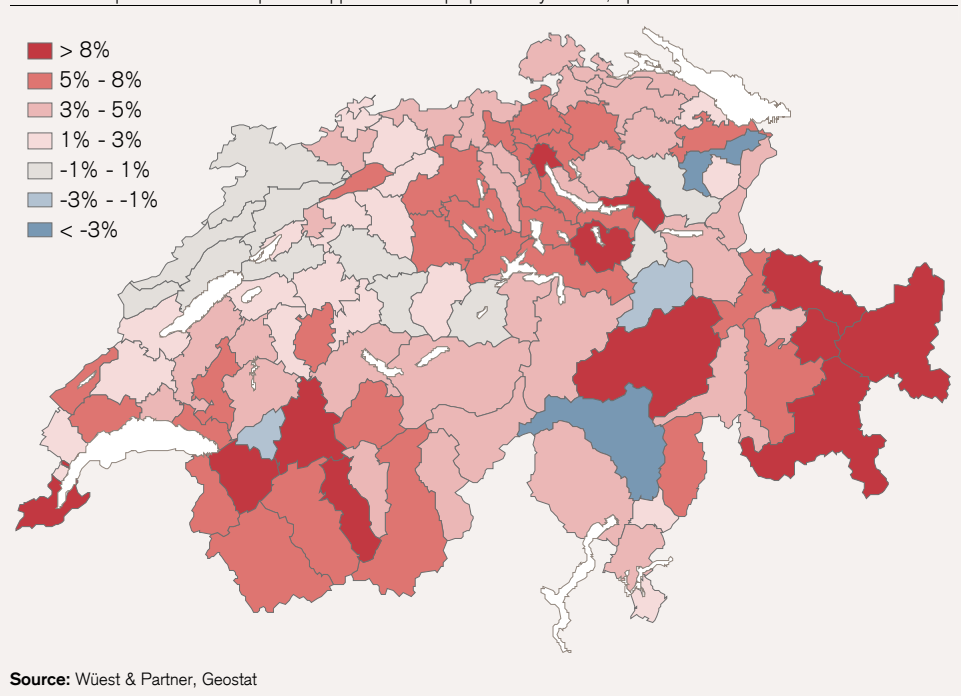 > 8%
5% - 8%
3% - 5%
1% - 3%
-1% - 1%
-3% - -1%
< -3%
Source: Wüest & Partner, Geostat